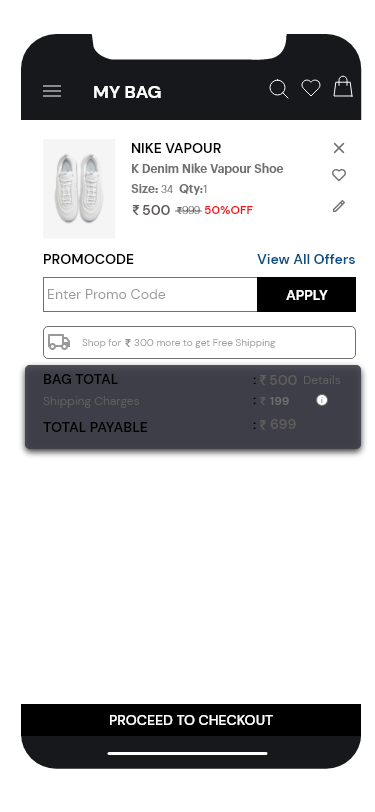 MY BAG
NIKE VAPOUR
K Denim Nike Vapour Shoe
Size: 34 Qty:1
₹ 500 ₹999 50%OFF
PROMOCODE View All Offers
Enter Promo Code APPLY
Shop for ₹ 300 more to get Free Shipping
BAG TOTAL : ₹ 500 Details
Shipping Charges : ₹ 199
TOTAL PAYABLE : ₹ 699
PROCEED TO CHECKOUT